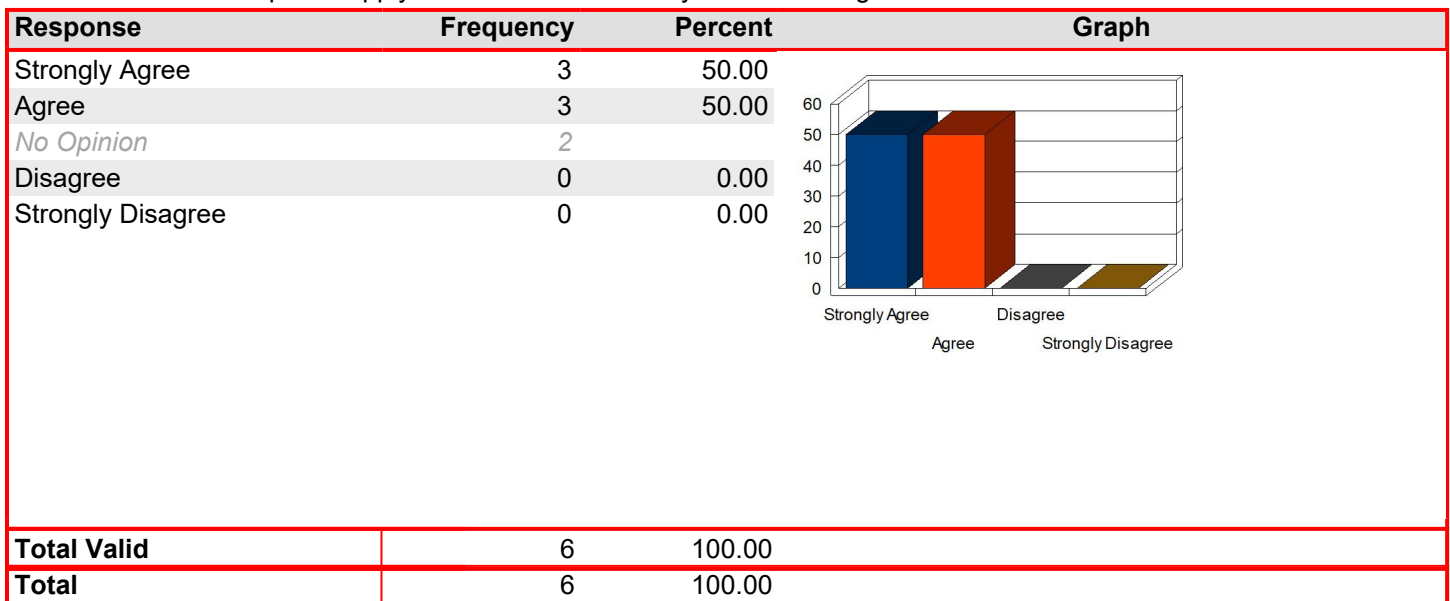 Response Frequency Percent Graph
Strongly Agree 3 50.00
Agree 3 50.00
No Opinion 2
Disagree 0 0.00
Strongly Disagree 0 0.00
60
50
40
30
20
10
0
Strongly Agree Disagree
Agree Strongly Disagree
Total Valid 6 100.00
Total 6 100.00